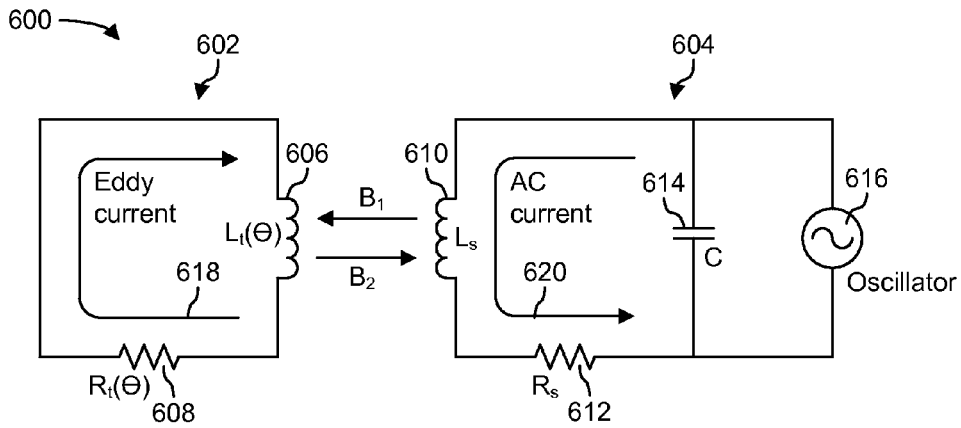 600
602
604
606
610
Eddy
current
AC
current
614
616
B₁
Lₜ(Θ)
Lₛ
B₂
C
618
620
Oscillator
Rₜ(Θ)
608
Rₛ
612